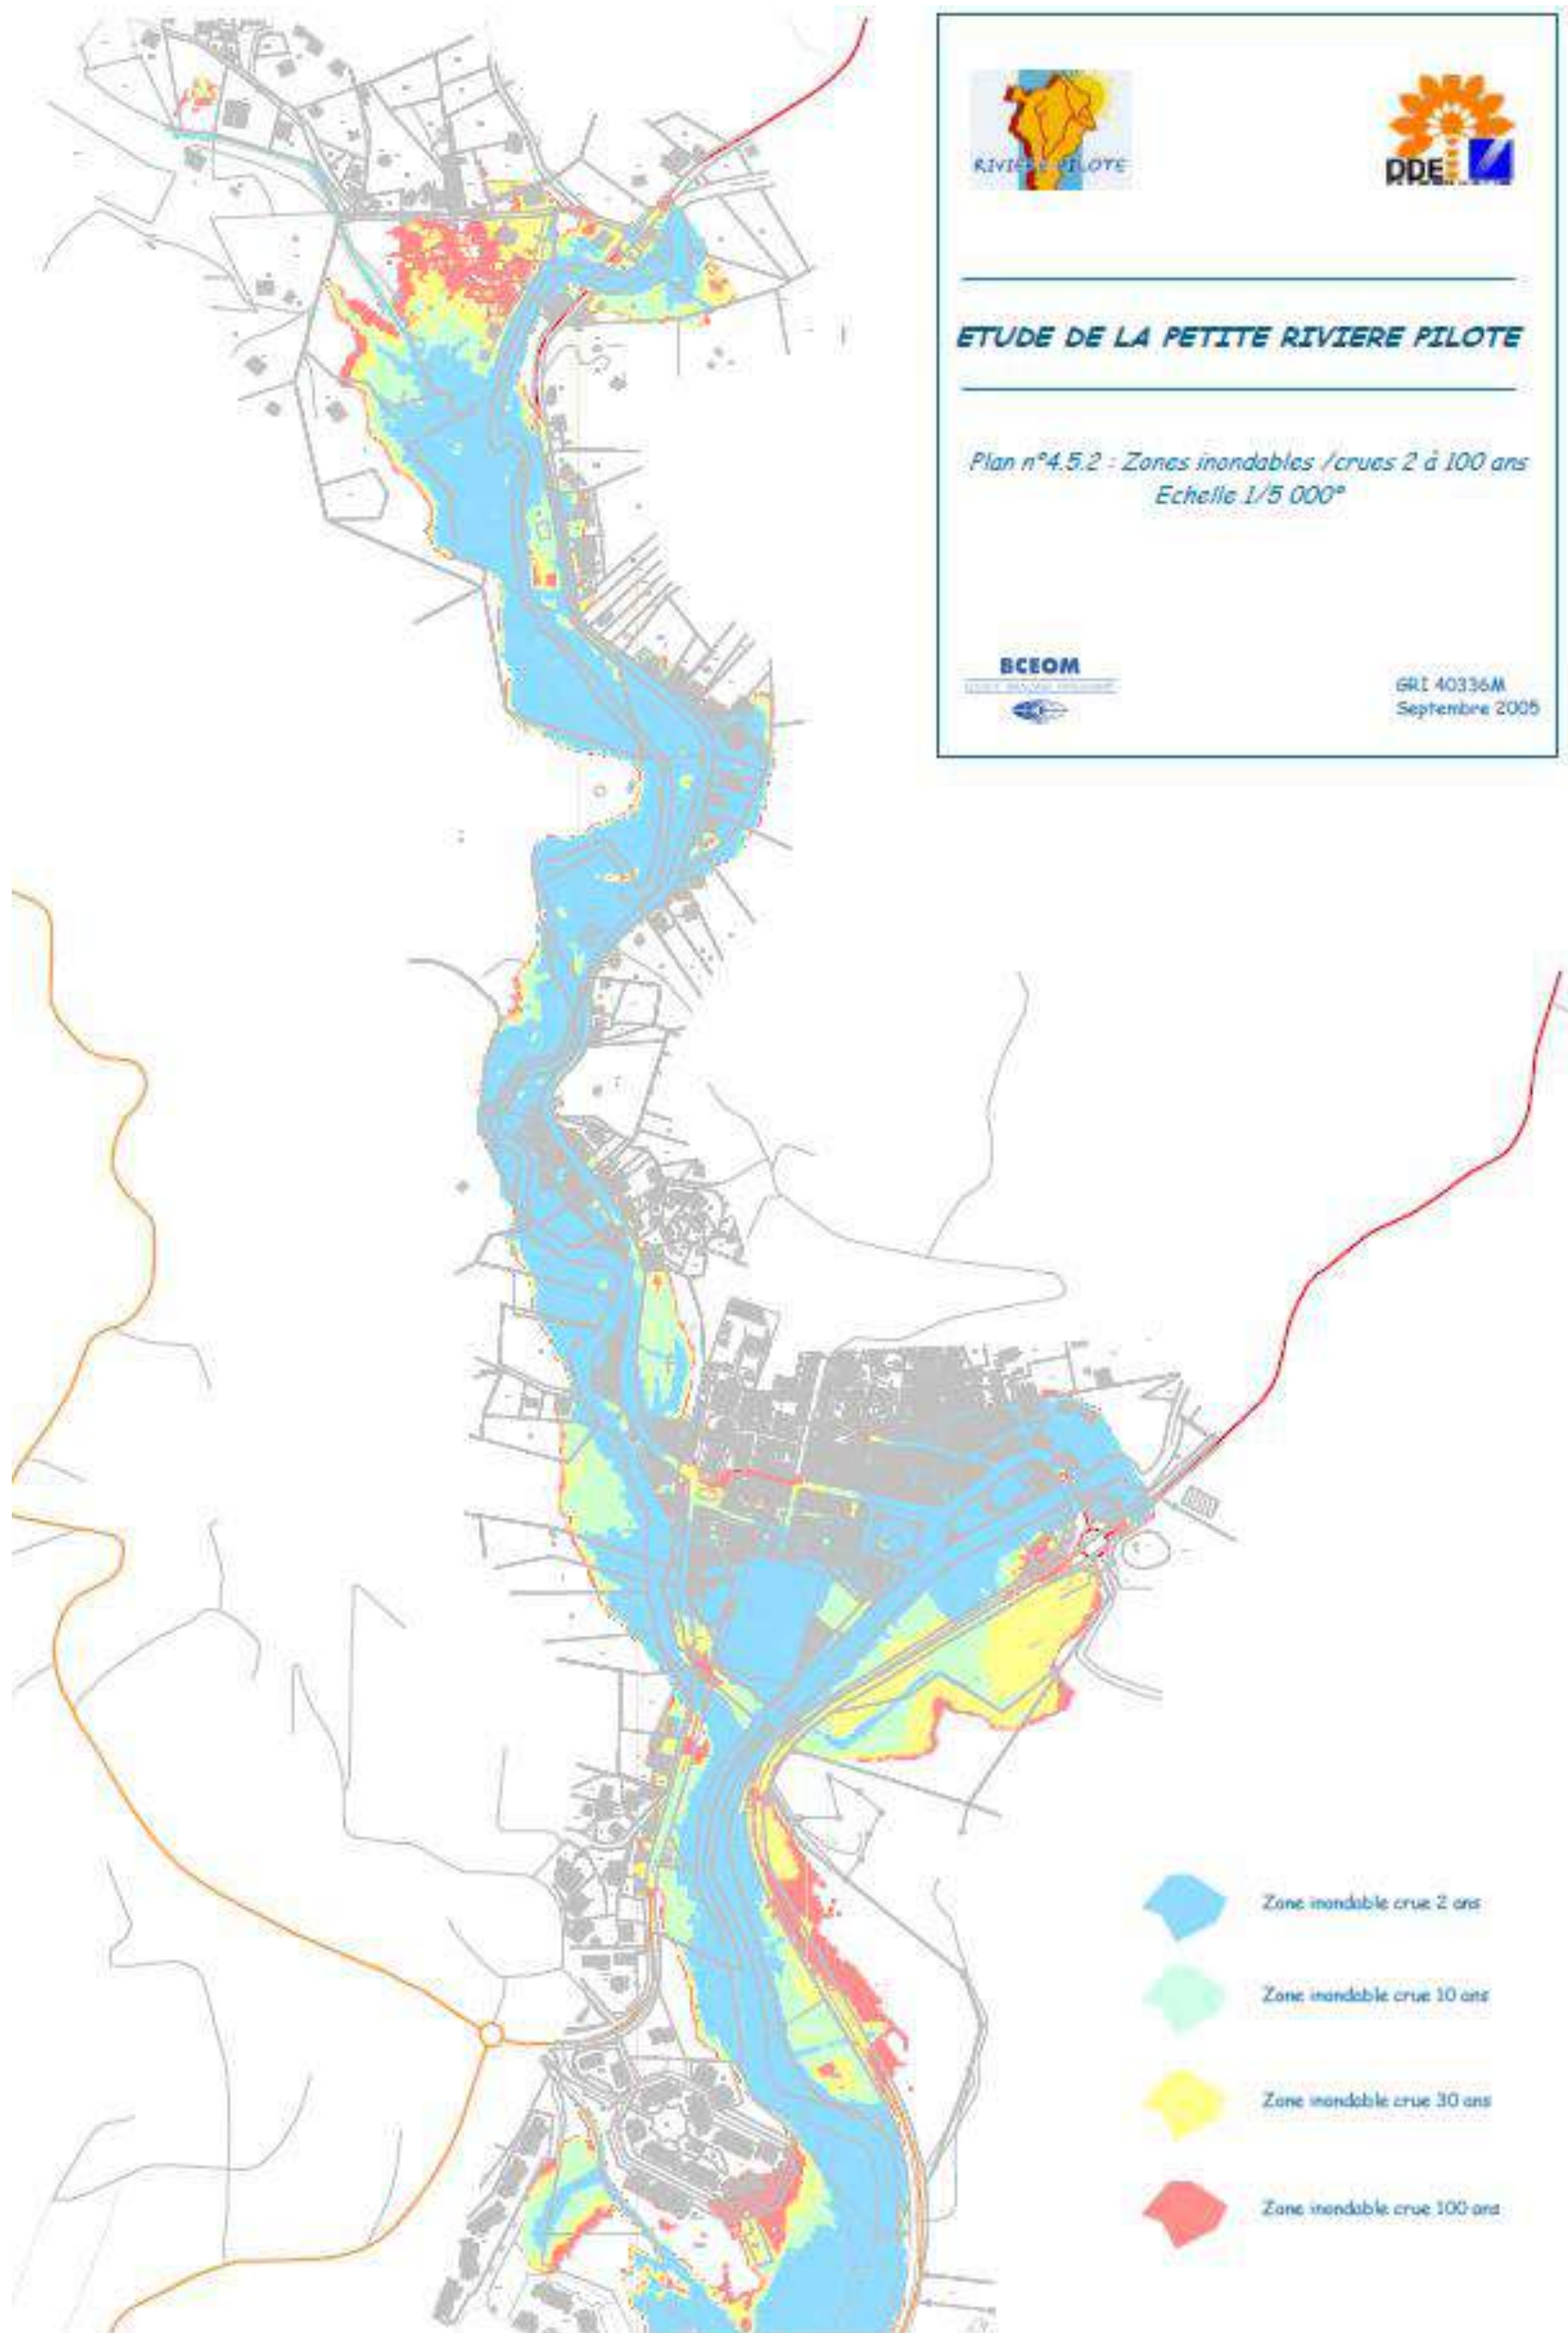 RIVIERE PILOTE
DDE
ETUDE DE LA PETITE RIVIERE PILOTE
Plan n°4.5.2 : Zones inondables /crues 2 à 100 ans
Echelle 1/5 000°
BCEOM
GRI 40336M
Septembre 2005
Zone inondable crue 2 ans
Zone inondable crue 10 ans
Zone inondable crue 30 ans
Zone inondable crue 100 ans